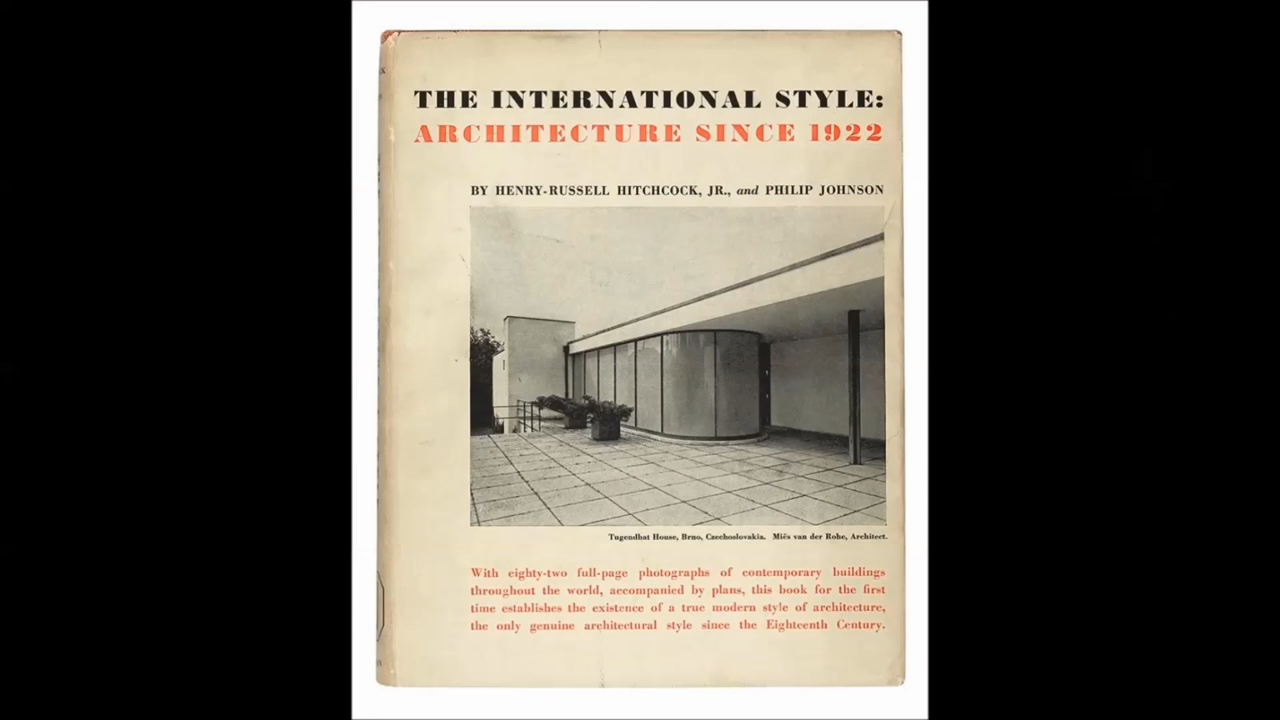 THE INTERNATIONAL STYLE:
ARCHITECTURE SINCE 1922
BY HENRY-RUSSELL HITCHCOCK, JR., and PHILIP JOHNSON
Tugendhat House, Brno, Czechoslovakia. Miës van der Rohe, Architect.
With eighty-two full-page photographs of contemporary buildings
throughout the world, accompanied by plans, this book for the first
time establishes the existence of a true modern style of architecture,
the only genuine architectural style since the Eighteenth Century.